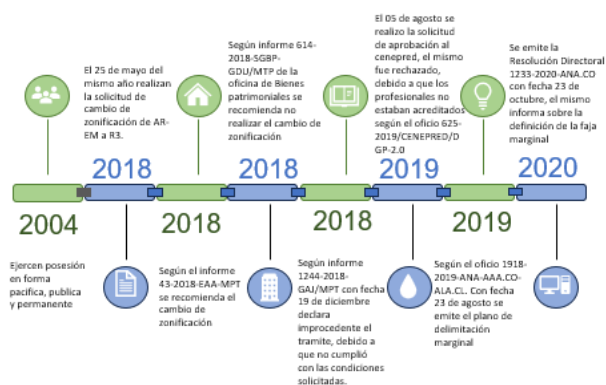 El 25 de mayo del
mismo año realizan
la solicitud de
cambio de
zonificación de AR-
EM a R3.
Según informe 614-
2018-SGBP-
GDU/MTP de la
oficina de Bienes
patrimoniales se
recomienda no
realizar el cambio de
zonificación
El 05 de agosto se
realizo la solicitud
de aprobación al
cenepred, el mismo
fue rechazado,
debido a que los
profesionales no
estaban acreditados
según el oficio 625-
2019/CENEPRED/D
GP-2.0
Se emite la
Resolución Directoral
1233-2020-ANA.CO
con fecha 23 de
octubre, el mismo
informa sobre la
definición de la faja
marginal
2018
2018
2019
2020
2004
2018
2018
2019
Ejercen posesión
en forma
pacifica, publica
y permanente
Según el informe
43-2018-EAA-MPT
se recomienda el
cambio de
zonificación
Según informe
1244-2018-
GAJ/MPT con fecha
19 de diciembre
declara
improcedente el
tramite, debido a
que no cumplió
con las condiciones
solicitadas.
Según el oficio 1918-
2019-ANA-AAA.CO-
ALA.CL. Con fecha
23 de agosto se
emite el plano de
delimitación
marginal